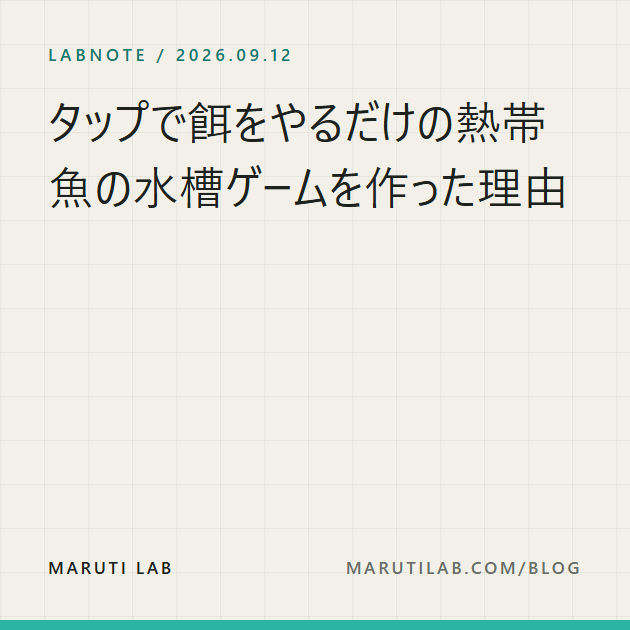 LABNOTE / 2026.09.12
タップで餌をやるだけの熱帯
魚の水槽ゲームを作った理由
MARUTI LAB
MARUTILAB.COM/BLOG